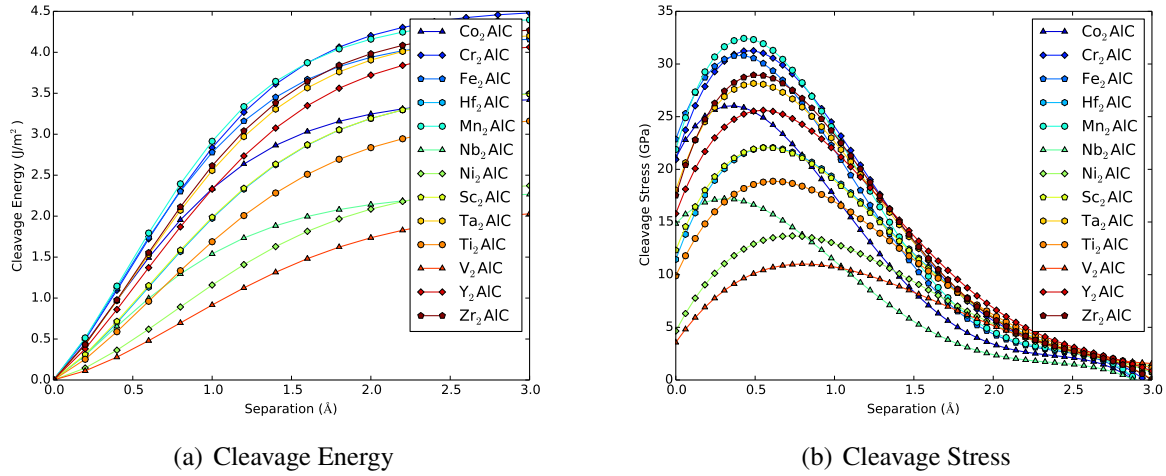 4.5
4.0
3.5
3.0
2.5
2.0
1.5
1.0
0.5
0.0
Cleavage Energy (J/m²)
0.0 0.5 1.0 1.5 2.0 2.5 3.0
Separation (Å)
Co₂AlC
Cr₂AlC
Fe₂AlC
Hf₂AlC
Mn₂AlC
Nb₂AlC
Ni₂AlC
Sc₂AlC
Ta₂AlC
Ti₂AlC
V₂AlC
Y₂AlC
Zr₂AlC
(a) Cleavage Energy
35
30
25
20
15
10
5
0
Cleavage Stress (GPa)
0.0 0.5 1.0 1.5 2.0 2.5 3.0
Separation (Å)
Co₂AlC
Cr₂AlC
Fe₂AlC
Hf₂AlC
Mn₂AlC
Nb₂AlC
Ni₂AlC
Sc₂AlC
Ta₂AlC
Ti₂AlC
V₂AlC
Y₂AlC
Zr₂AlC
(b) Cleavage Stress